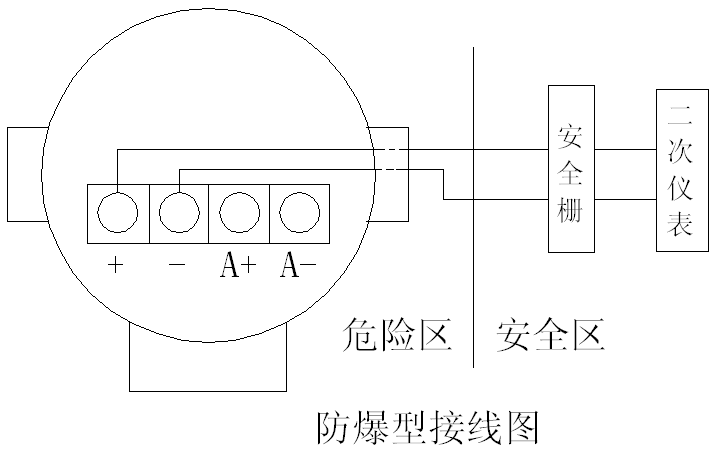 安全栅
二次仪表
+ - A+ A-
危险区 安全区
防爆型接线图